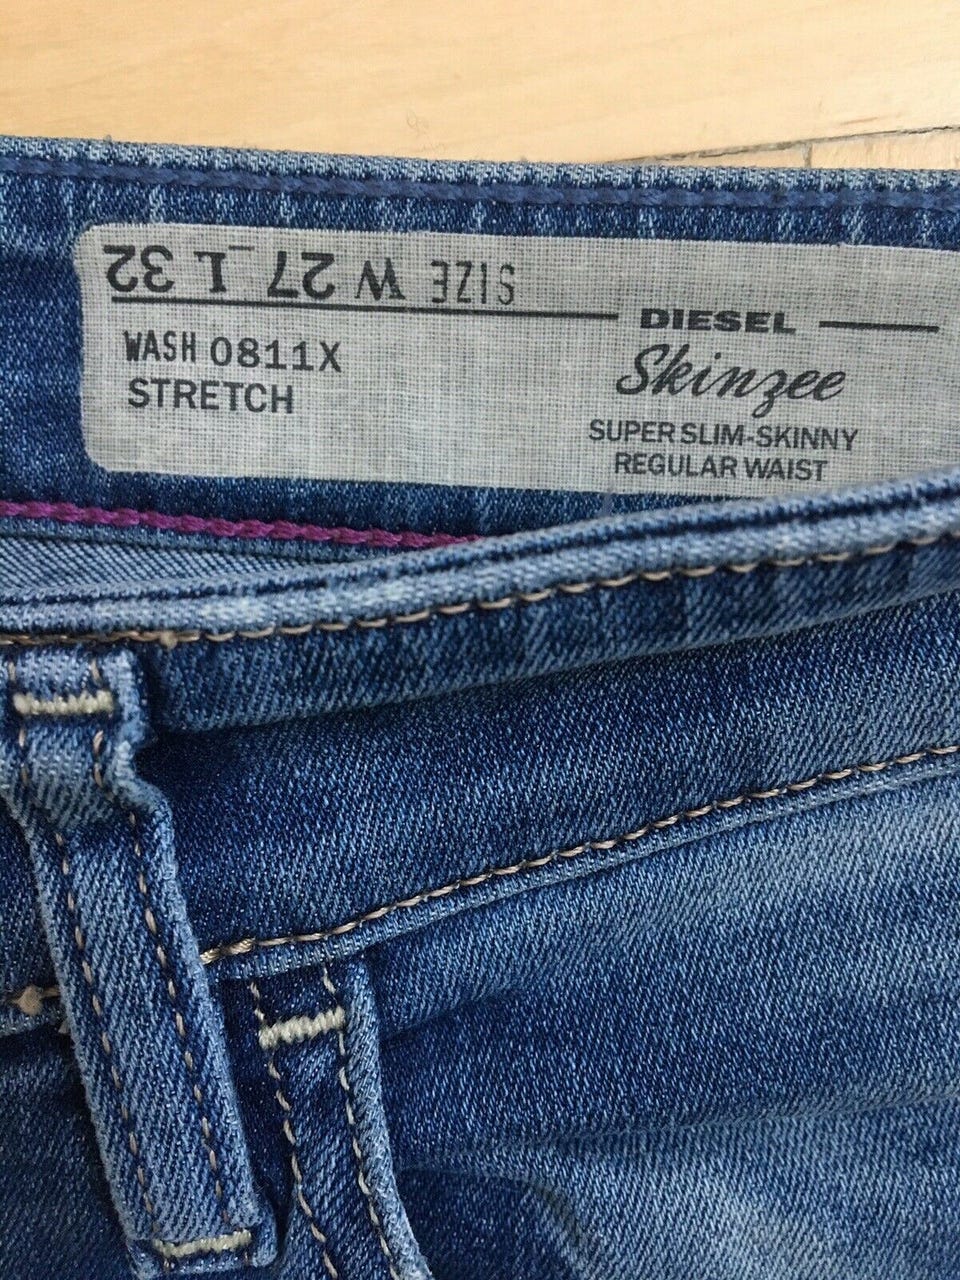 SIZE W 27 L 32
DIESEL
Skinzee
SUPER SLIM-SKINNY
REGULAR WAIST
WASH 0811X
STRETCH